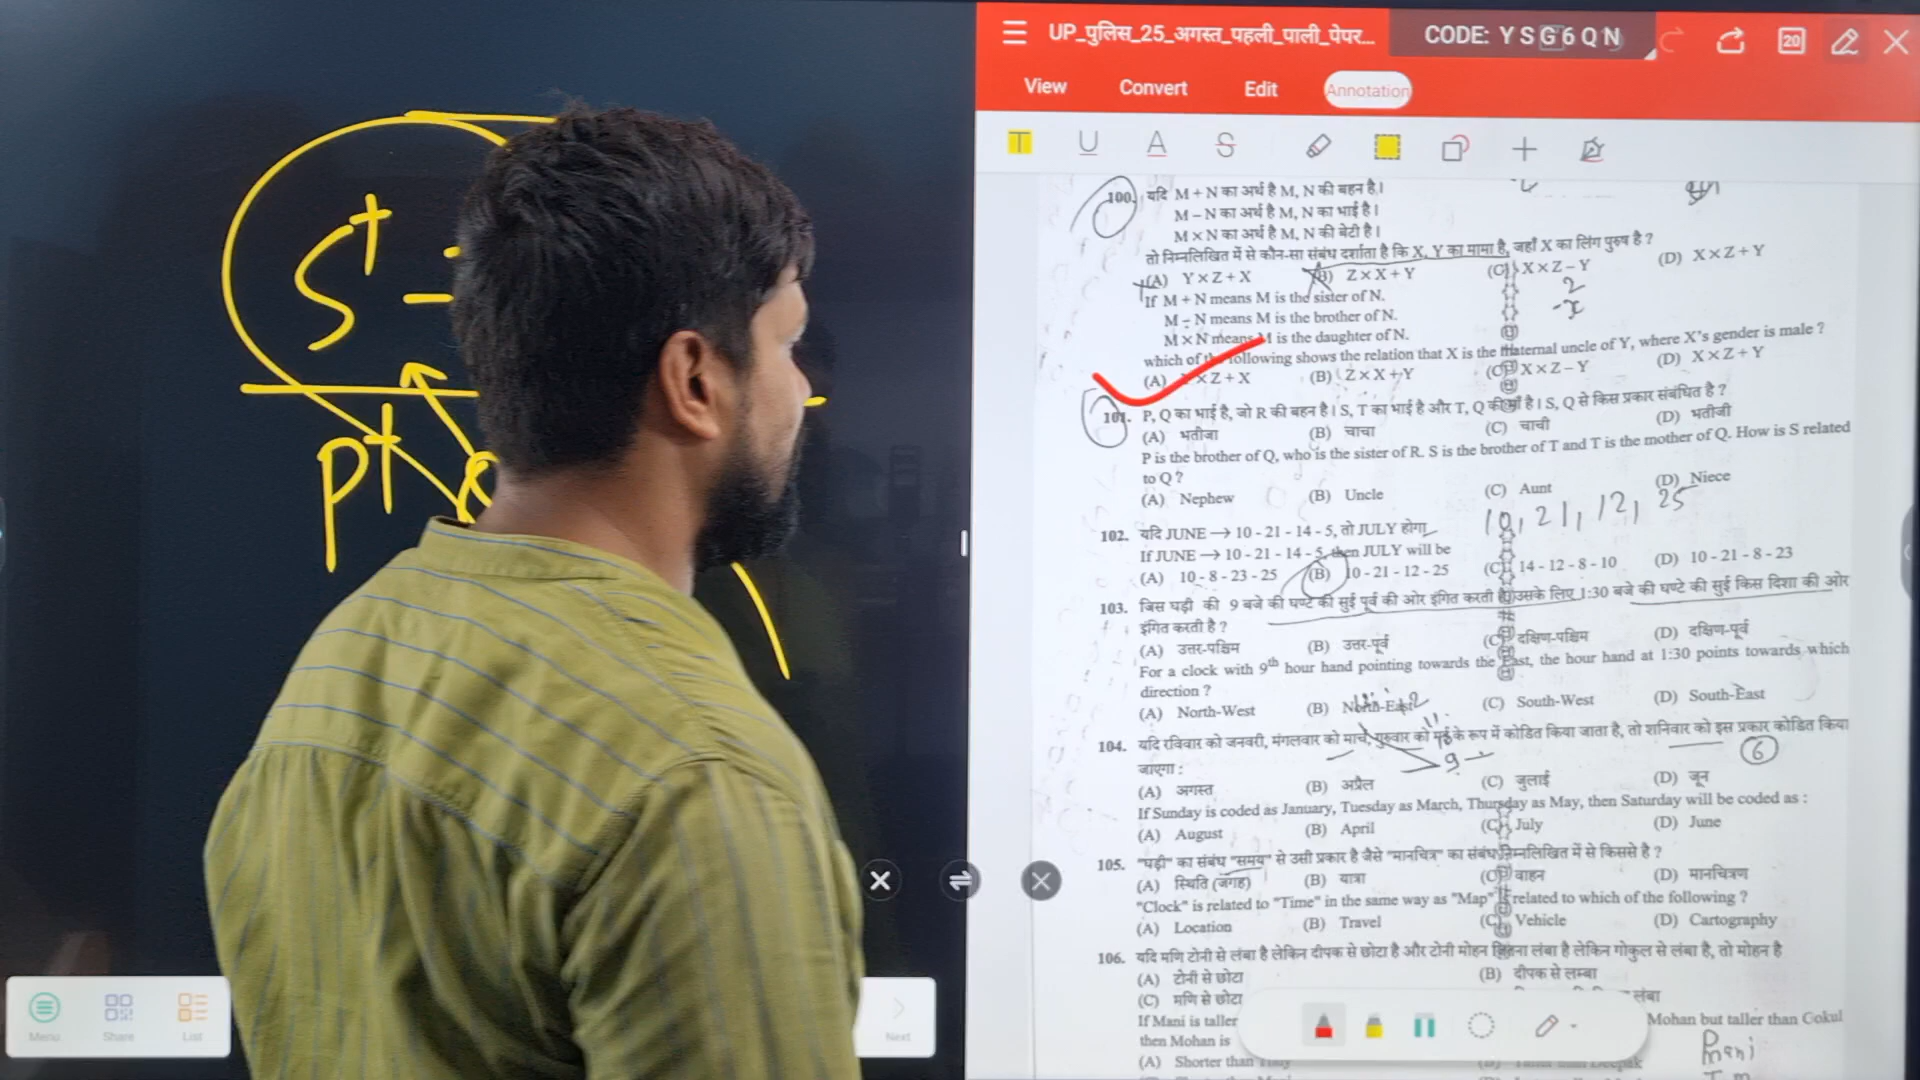 UP_पुलिस_25_अगस्त_पहली_पाली_पेपर...
CODE: Y S G 6 Q N
20
View Convert Edit Annotation
T U A S
S+ -
P+
100. यदि M + N का अर्थ है M, N की बहन है।
M – N का अर्थ है M, N का भाई है।
M × N का अर्थ है M, N की बेटी है।
तो निम्नलिखित में से कौन-सा संबंध दर्शाता है कि X, Y का मामा है, जहाँ X का लिंग पुरुष है ?
(A) Y × Z + X (B) Z × X + Y (C) X × Z – Y (D) X × Z + Y
If M + N means M is the sister of N.
M – N means M is the brother of N.
M × N means M is the daughter of N.
which of the following shows the relation that X is the maternal uncle of Y, where X's gender is male ?
(A) × Z + X (B) Z × X + Y (C) X × Z – Y (D) X × Z + Y
101. P, Q का भाई है, जो R की बहन है। S, T का भाई है और T, Q की माँ है। S, Q से किस प्रकार संबंधित है ?
(A) भतीजा (B) चाचा (C) चाची (D) भतीजी
P is the brother of Q, who is the sister of R. S is the brother of T and T is the mother of Q. How is S related
to Q ?
(A) Nephew (B) Uncle (C) Aunt (D) Niece
10, 21, 12, 25
102. यदि JUNE → 10 - 21 - 14 - 5, तो JULY होगा
If JUNE → 10 - 21 - 14 - 5, then JULY will be
(A) 10 - 8 - 23 - 25 (B) 10 - 21 - 12 - 25 (C) 14 - 12 - 8 - 10 (D) 10 - 21 - 8 - 23
103. जिस घड़ी की 9 बजे की घण्टे की सुई पूर्व की ओर इंगित करती है उसके लिए 1:30 बजे की घण्टे की सुई किस दिशा की ओर
इंगित करती है ?
(A) उत्तर-पश्चिम (B) उत्तर-पूर्व (C) दक्षिण-पश्चिम (D) दक्षिण-पूर्व
For a clock with 9th hour hand pointing towards the East, the hour hand at 1:30 points towards which
direction ?
(A) North-West (B) North-East (C) South-West (D) South-East
104. यदि रविवार को जनवरी, मंगलवार को मार्च, गुरुवार को मई के रूप में कोडित किया जाता है, तो शनिवार को इस प्रकार कोडित किया
जाएगा :
6
(A) अगस्त (B) अप्रैल (C) जुलाई (D) जून
If Sunday is coded as January, Tuesday as March, Thursday as May, then Saturday will be coded as :
(A) August (B) April (C) July (D) June
105. "घड़ी" का संबंध "समय" से उसी प्रकार है जैसे "मानचित्र" का संबंध निम्नलिखित में से किससे है ?
(A) स्थिति (जगह) (B) यात्रा (C) वाहन (D) मानचित्रण
"Clock" is related to "Time" in the same way as "Map" is related to which of the following ?
(A) Location (B) Travel (C) Vehicle (D) Cartography
106. यदि मणि टोनी से लंबा है लेकिन दीपक से छोटा है और टोनी मोहन जितना लंबा है लेकिन गोकुल से लंबा है, तो मोहन है
(A) टोनी से छोटा (B) दीपक से लम्बा
(C) मणि से छोटा लंबा
If Mani is taller Mohan but taller than Gokul
then Mohan is
(A) Shorter than
Mani
Menu Share List
Next